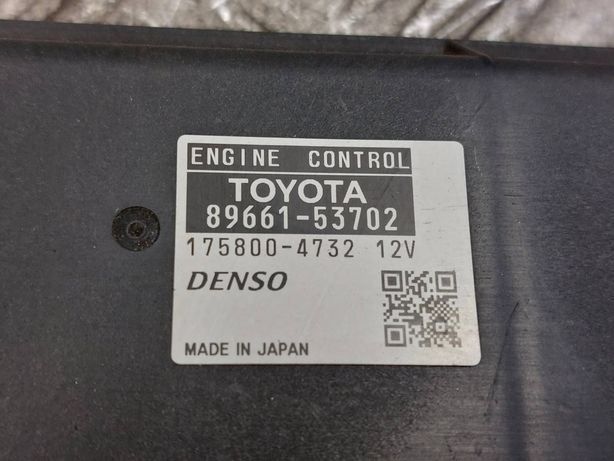 ENGINE CONTROL
TOYOTA
89661-53702
175800-4732 12V
DENSO
MADE IN JAPAN